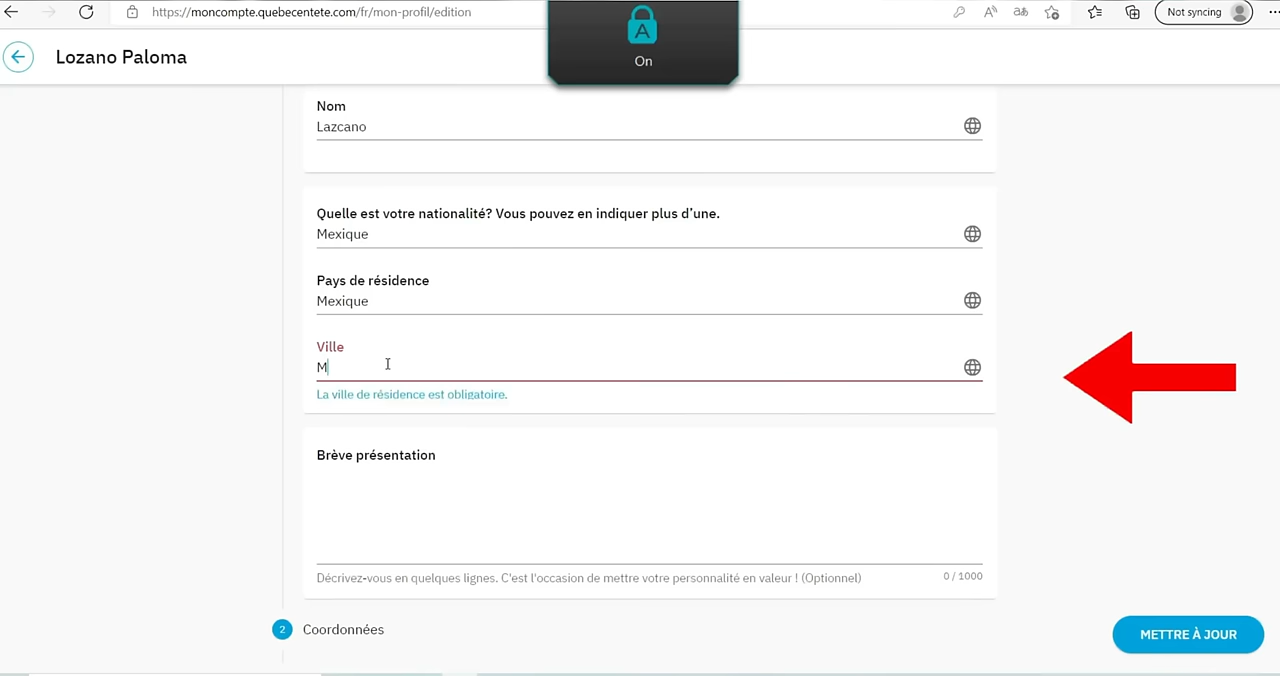 https://moncompte.quebecentete.com/fr/mon-profil/edition
Not syncing
A
On
Lozano Paloma
Nom
Lazcano
Quelle est votre nationalité? Vous pouvez en indiquer plus d’une.
Mexique
Pays de résidence
Mexique
Ville
M
La ville de résidence est obligatoire.
Brève présentation
Décrivez-vous en quelques lignes. C'est l'occasion de mettre votre personnalité en valeur ! (Optionnel)
0 / 1000
2 Coordonnées
METTRE À JOUR